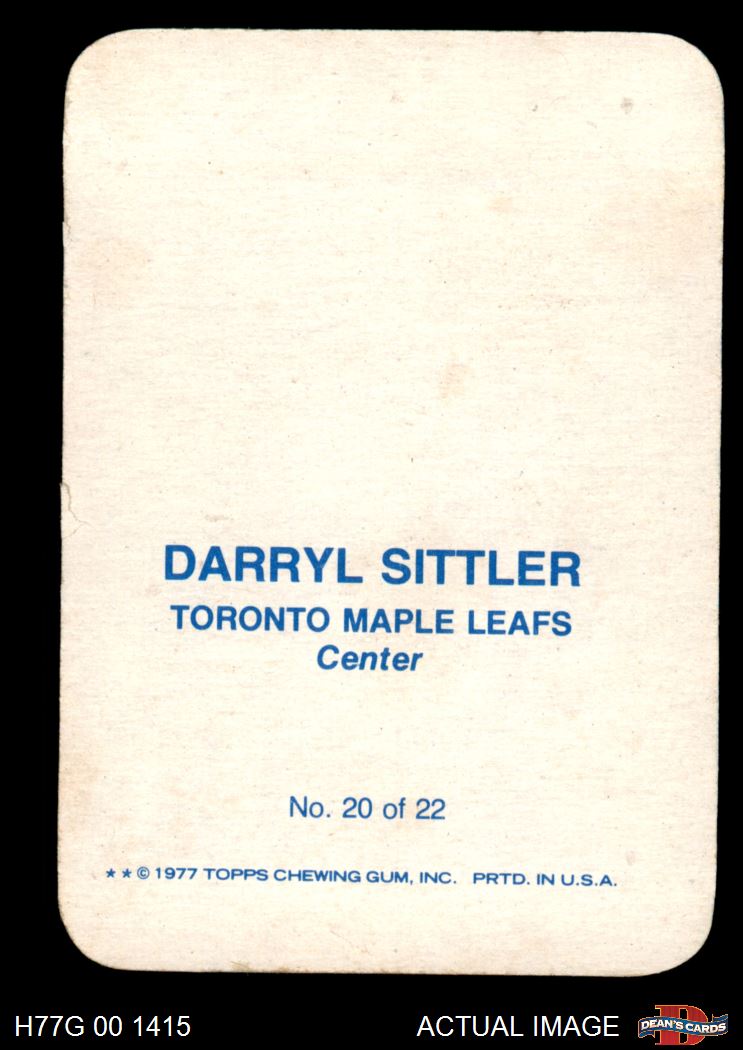 DARRYL SITTLER
TORONTO MAPLE LEAFS
Center
No. 20 of 22
★ ★ © 1977 TOPPS CHEWING GUM, INC. PRTD. IN U.S.A.
H77G 00 1415
ACTUAL IMAGE
D
DEAN'S CARDS